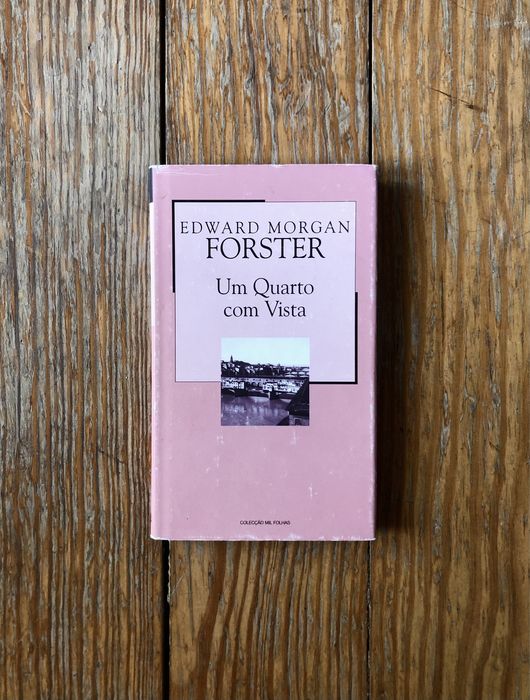 EDWARD MORGAN
FORSTER
Um Quarto
com Vista
COLECÇÃO MIL FOLHAS